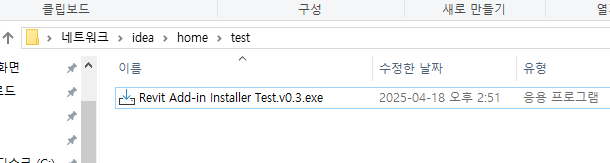 클립보드 구성 새로 만들기 열
네트워크 > idea > home > test
화면
로드
이름 수정한 날짜 유형
Revit Add-in Installer Test.v0.3.exe 2025-04-18 오후 2:51 응용 프로그램